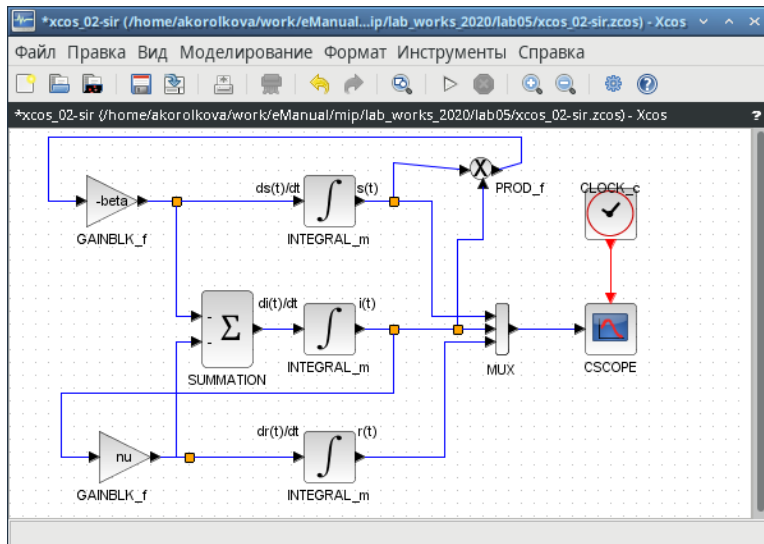 *xcos_02-sir (/home/akorolkova/work/eManual...ip/lab_works_2020/lab05/xcos_02-sir.zcos) - Xcos
Файл Правка Вид Моделирование Формат Инструменты Справка
*xcos_02-sir (/home/akorolkova/work/eManual/mip/lab_works_2020/lab05/xcos_02-sir.zcos) - Xcos ?
X
PROD_f
CLOCK_c
-beta
GAINBLK_f
ds(t)/dt
∫
s(t)
INTEGRAL_m
-
-
Σ
SUMMATION
di(t)/dt
∫
i(t)
INTEGRAL_m
MUX
CSCOPE
nu
GAINBLK_f
dr(t)/dt
∫
r(t)
INTEGRAL_m